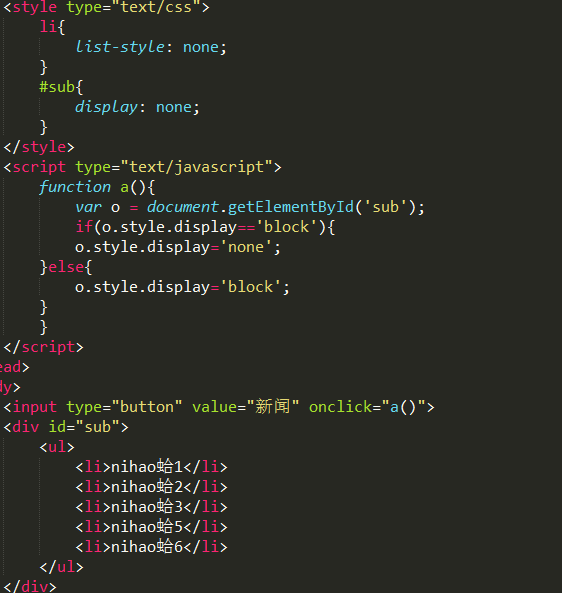 <style type="text/css">
li{
list-style: none;
}
#sub{
display: none;
}
</style>
<script type="text/javascript">
function a(){
var o = document.getElementById('sub');
if(o.style.display=='block'){
o.style.display='none';
}else{
o.style.display='block';
}
}
</script>
ead>
dy>
<input type="button" value="新闻" onclick="a()">
<div id="sub">
<ul>
<li>nihao蛤1</li>
<li>nihao蛤2</li>
<li>nihao蛤3</li>
<li>nihao蛤5</li>
<li>nihao蛤6</li>
</ul>
</div>